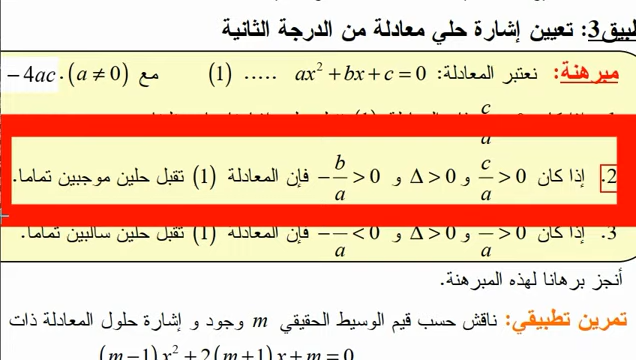 طبيق3: تعيين إشارة حلي معادلة من الدرجة الثانية
مبرهنة: نعتبر المعادلة: ax² + bx + c = 0 ..... (1) مع (a ≠ 0) . −4ac
2. إذا كان c/a > 0 و Δ > 0 و −b/a > 0 فإن المعادلة (1) تقبل حلين موجبين تماما.
3. إذا كان /a > 0 و Δ > 0 و −/a < 0 فإن المعادلة (1) تقبل حلين سالبين تماما.
أنجز برهانا لهذه المبرهنة.
تمرين تطبيقي: ناقش حسب قيم الوسيط الحقيقي m وجود و إشارة حلول المعادلة ذات
(m−1)x² + 2(m+1)x + m = 0